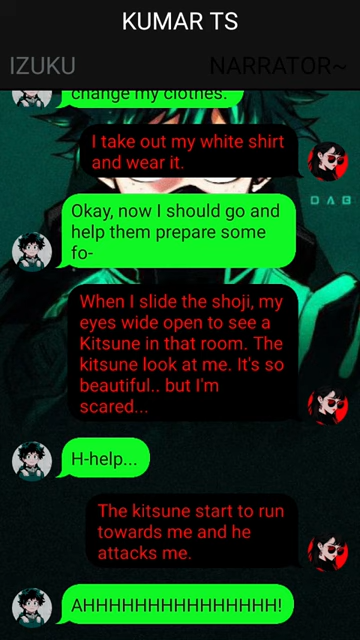 KUMAR TS
IZUKU
NARRATOR~
change my clothes.
I take out my white shirt
and wear it.
DAB
Okay, now I should go and
help them prepare some
fo-
When I slide the shoji, my
eyes wide open to see a
Kitsune in that room. The
kitsune look at me. It's so
beautiful.. but I'm
scared...
H-help...
The kitsune start to run
towards me and he
attacks me.
AHHHHHHHHHHHHHHH!